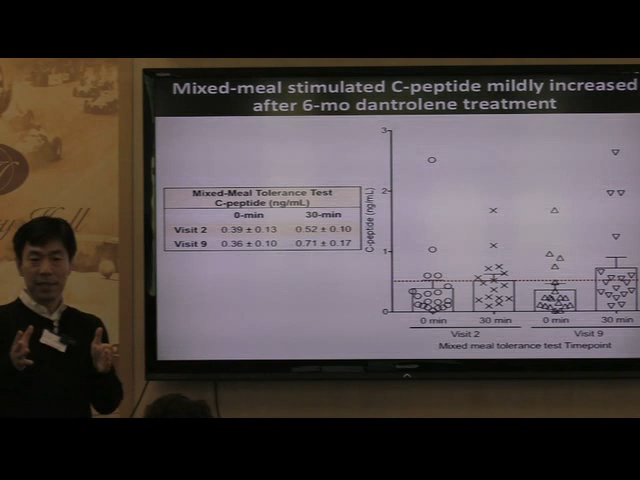 Mixed-meal stimulated C-peptide mildly increased
after 6-mo dantrolene treatment
Mixed-Meal Tolerance Test
C-peptide (ng/mL)
0-min 30-min
Visit 2 0.39 ± 0.13 0.52 ± 0.10
Visit 9 0.36 ± 0.10 0.71 ± 0.17
C-peptide (ng/mL)
3
2
1
0
0 min 30 min 0 min 30 min
Visit 2 Visit 9
Mixed meal tolerance test Timepoint